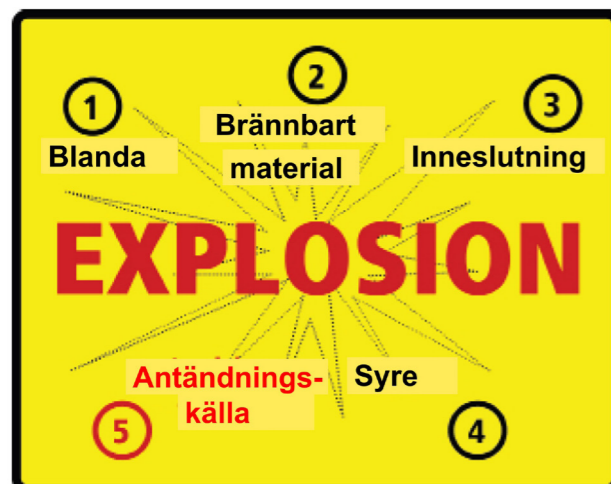 1
Blanda
2
Brännbart
material
3
Inneslutning
EXPLOSION
Antändnings-
källa
5
Syre
4